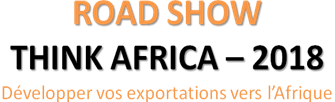 ROAD SHOW
THINK AFRICA – 2018
Développer vos exportations vers l’Afrique